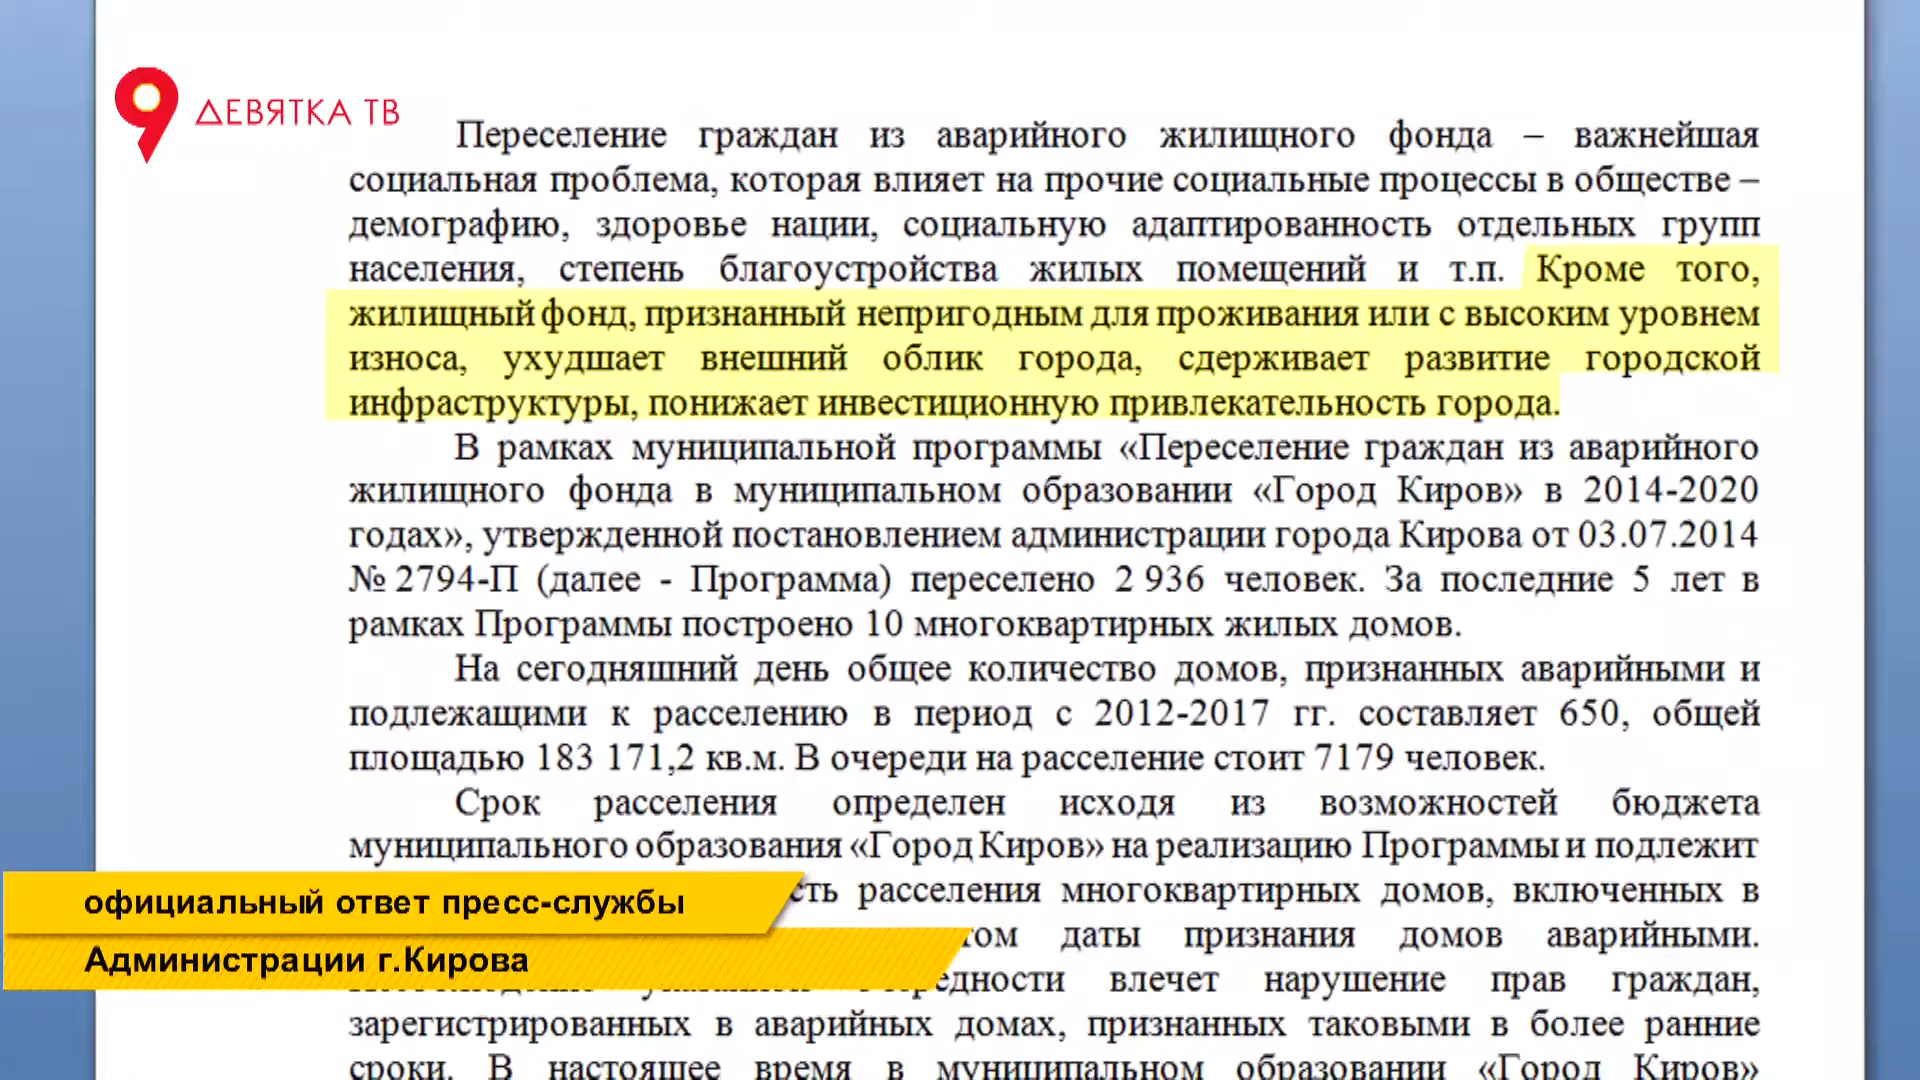 9 ДЕВЯТКА ТВ
Переселение граждан из аварийного жилищного фонда – важнейшая
социальная проблема, которая влияет на прочие социальные процессы в обществе –
демографию, здоровье нации, социальную адаптированность отдельных групп
населения, степень благоустройства жилых помещений и т.п. Кроме того,
жилищный фонд, признанный непригодным для проживания или с высоким уровнем
износа, ухудшает внешний облик города, сдерживает развитие городской
инфраструктуры, понижает инвестиционную привлекательность города.
В рамках муниципальной программы «Переселение граждан из аварийного
жилищного фонда в муниципальном образовании «Город Киров» в 2014-2020
годах», утвержденной постановлением администрации города Кирова от 03.07.2014
№ 2794-П (далее - Программа) переселено 2 936 человек. За последние 5 лет в
рамках Программы построено 10 многоквартирных жилых домов.
На сегодняшний день общее количество домов, признанных аварийными и
подлежащими к расселению в период с 2012-2017 гг. составляет 650, общей
площадью 183 171,2 кв.м. В очереди на расселение стоит 7179 человек.
Срок расселения определен исходя из возможностей бюджета
муниципального образования «Город Киров» на реализацию Программы и подлежит
расселения многоквартирных домов, включенных в
даты признания домов аварийными.
влечет нарушение прав граждан,
зарегистрированных в аварийных домах, признанных таковыми в более ранние
сроки. В настоящее время в муниципальном образовании «Город Киров»
официальный ответ пресс-службы
Администрации г.Кирова